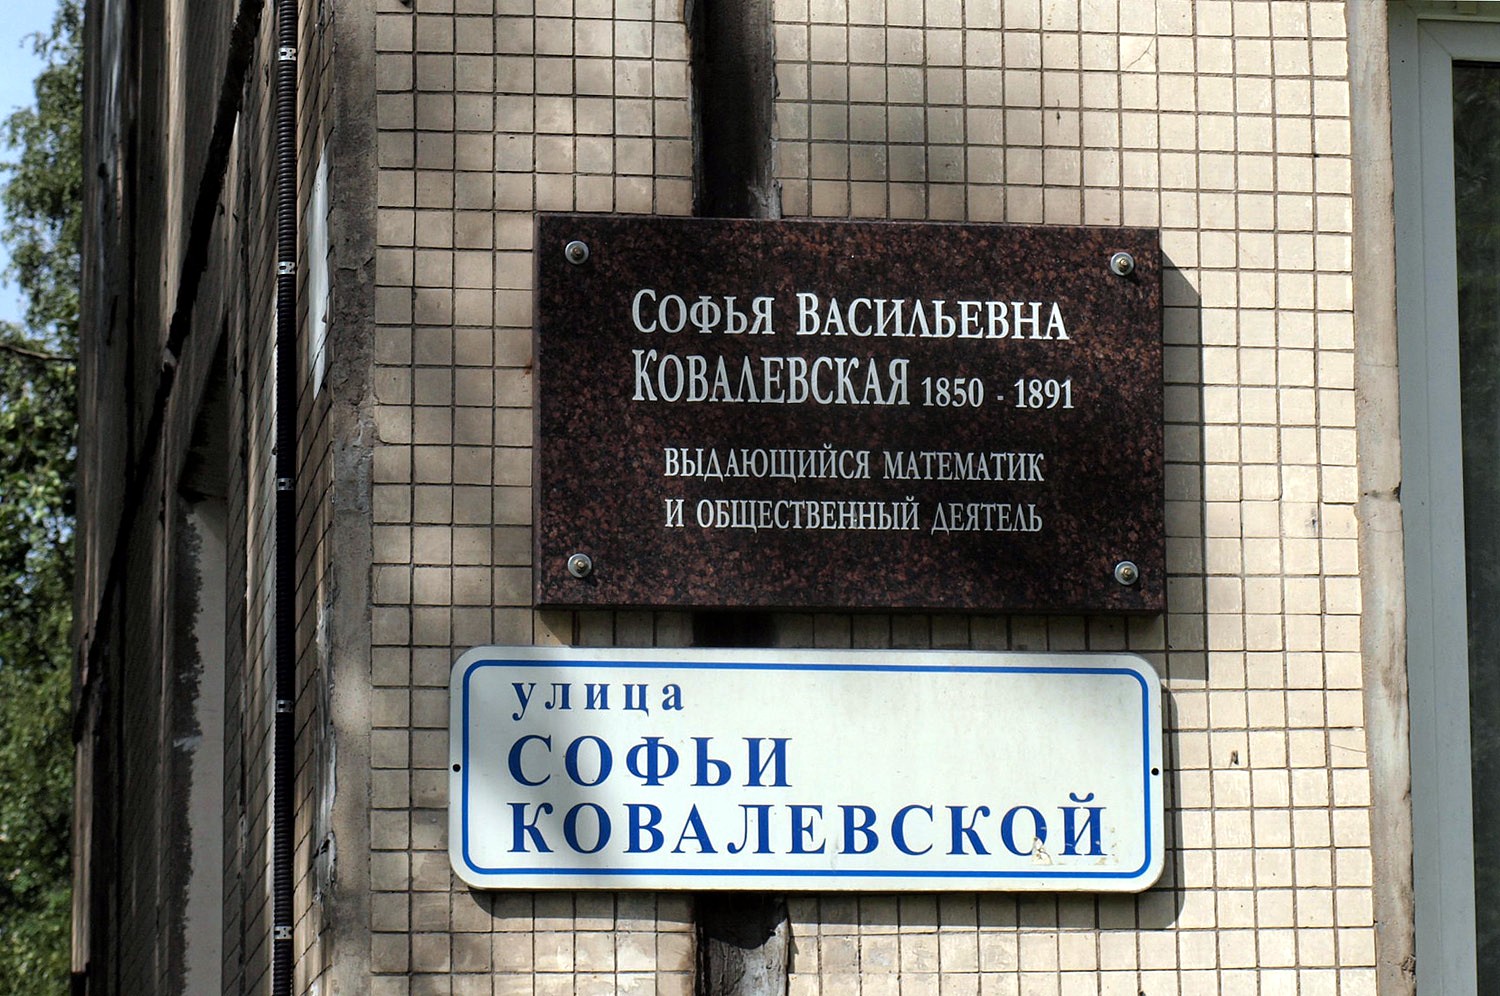 Софья Васильевна
Ковалевская 1850 - 1891
выдающийся математик
и общественный деятель
улица
СОФЬИ
КОВАЛЕВСКОЙ